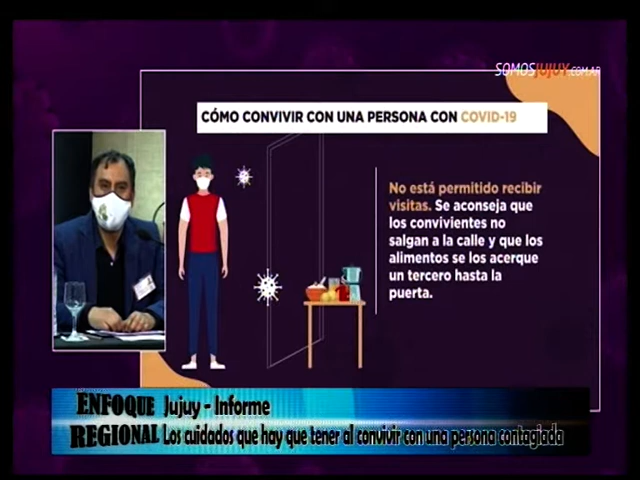 SOMOSJUJUY.COM.AR
CÓMO CONVIVIR CON UNA PERSONA CON COVID-19
No está permitido recibir
visitas. Se aconseja que
los convivientes no
salgan a la calle y que los
alimentos se los acerque
un tercero hasta la
puerta.
ENFOQUE
REGIONAL
Jujuy - Informe
Los cuidados que hay que tener al convivir con una persona contagiada